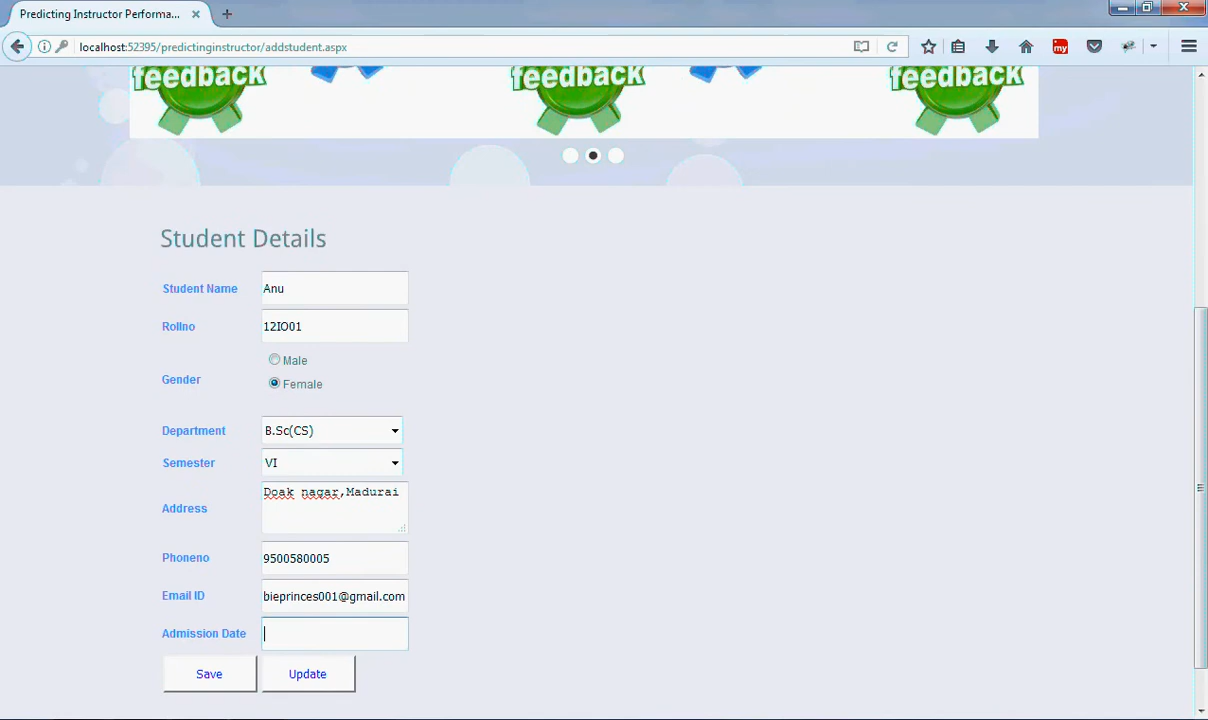 Predicting Instructor Performa...
localhost:52395/predictinginstructor/addstudent.aspx
my
feedback feedback feedback
Student Details
Student Name Anu
Rollno 12IO01
Male
Gender
Female
Department B.Sc(CS)
Semester VI
Doak nagar,Madurai
Address
Phoneno 9500580005
Email ID bieprinces001@gmail.com
Admission Date
Save Update